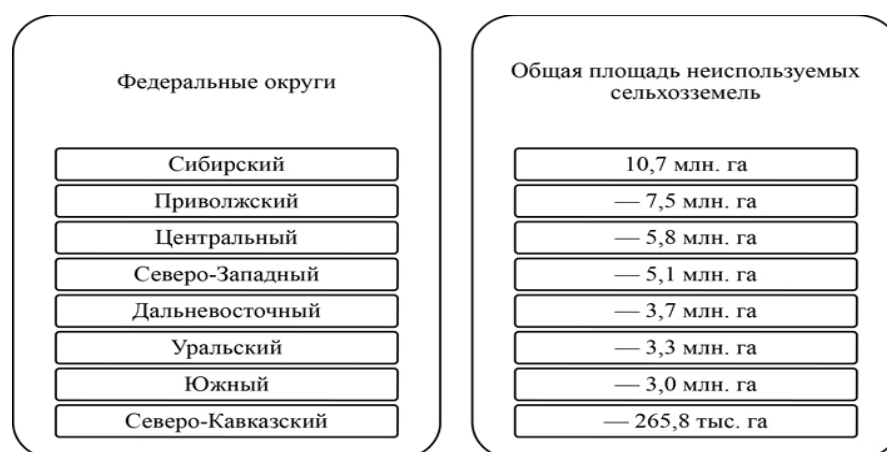 Федеральные округи
Общая площадь неиспользуемых
сельхозземель
Сибирский
10,7 млн. га
Приволжский
— 7,5 млн. га
Центральный
— 5,8 млн. га
Северо-Западный
— 5,1 млн. га
Дальневосточный
— 3,7 млн. га
Уральский
— 3,3 млн. га
Южный
— 3,0 млн. га
Северо-Кавказский
— 265,8 тыс. га